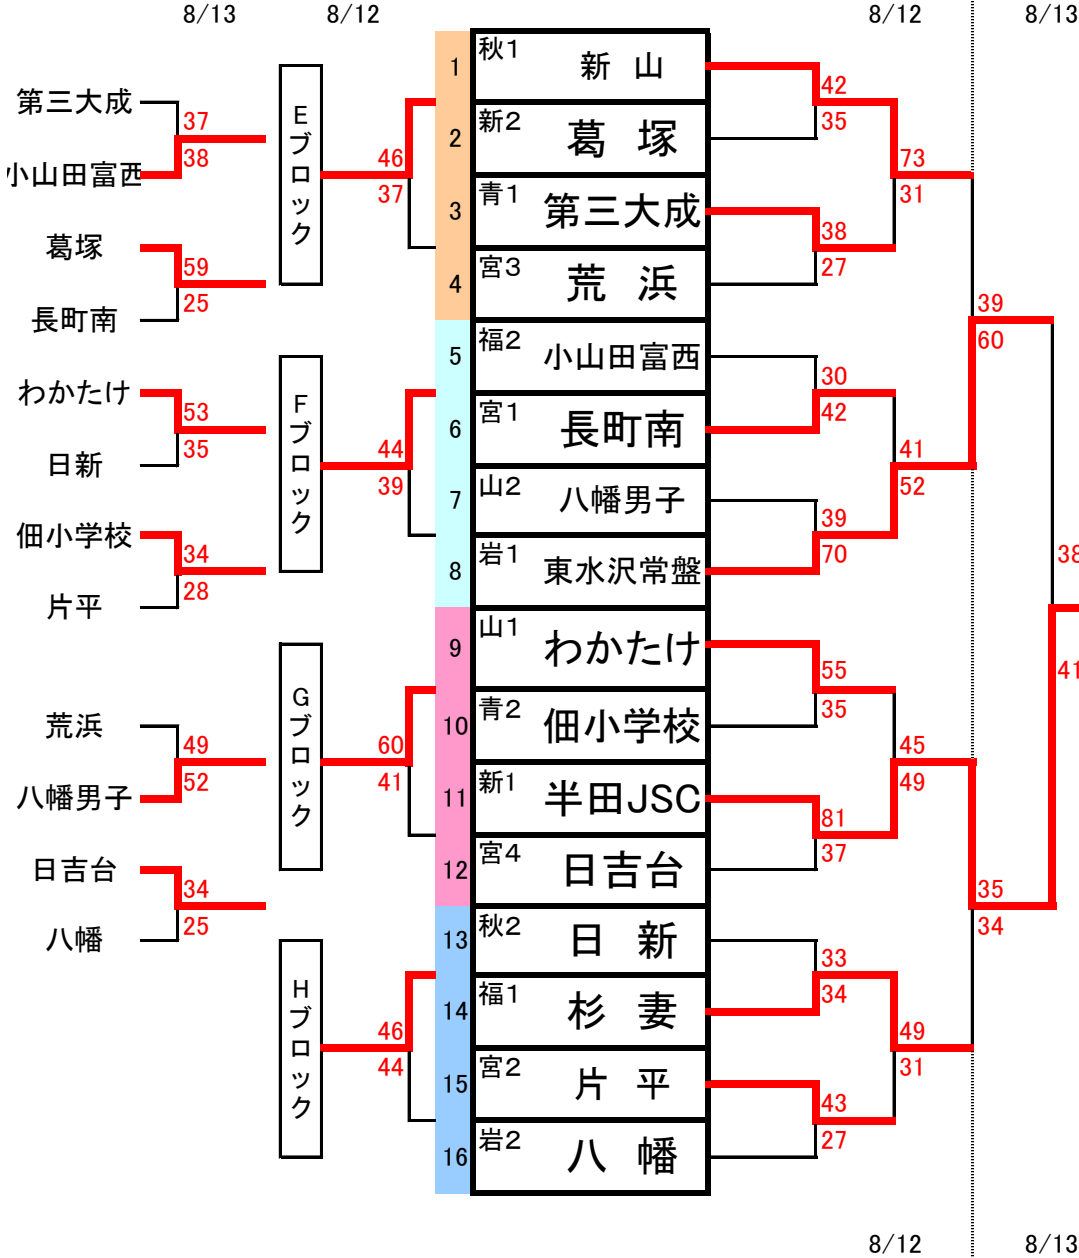 8/13
8/12
8/12
8/13
第三大成
37
38
小山田富西
葛塚
59
25
長町南
わかたけ
53
35
日新
佃小学校
34
28
片平
荒浜
49
52
八幡男子
日吉台
34
25
八幡
Eブロック
46
37
Fブロック
44
39
Gブロック
60
41
Hブロック
46
44
1 秋1 新 山
2 新2 葛 塚
3 青1 第三大成
4 宮3 荒 浜
5 福2 小山田富西
6 宮1 長町南
7 山2 八幡男子
8 岩1 東水沢常盤
9 山1 わかたけ
10 青2 佃小学校
11 新1 半田JSC
12 宮4 日吉台
13 秋2 日 新
14 福1 杉 妻
15 宮2 片 平
16 岩2 八 幡
42
35
38
27
30
42
39
70
55
35
81
37
33
34
43
27
73
31
41
52
45
49
49
31
39
60
35
34
38
41
8/12
8/13